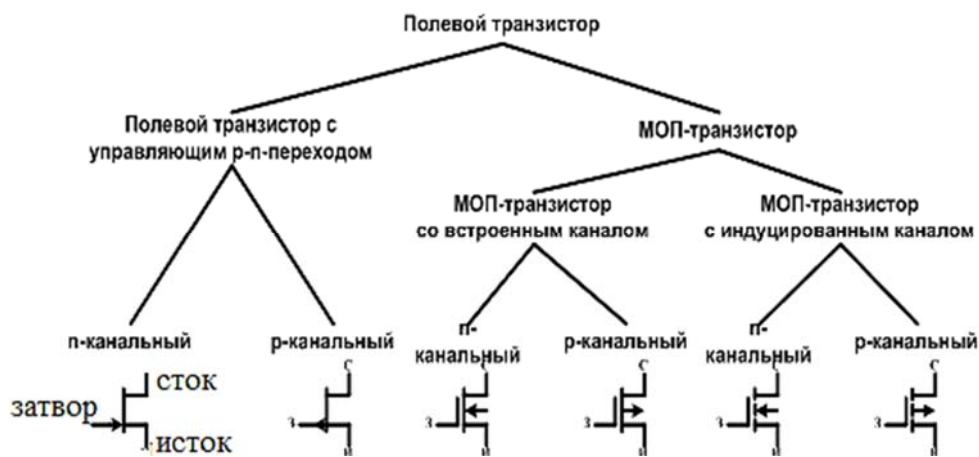 Полевой транзистор
Полевой транзистор с
управляющим p-n-переходом
МОП-транзистор
МОП-транзистор
со встроенным каналом
МОП-транзистор
с индуцированным каналом
n-канальный
p-канальный
n-
канальный
p-канальный
n-
канальный
p-канальный
сток
затвор
исток
с
з
и
с
з
и
с
з
и
с
з
и
с
з
и